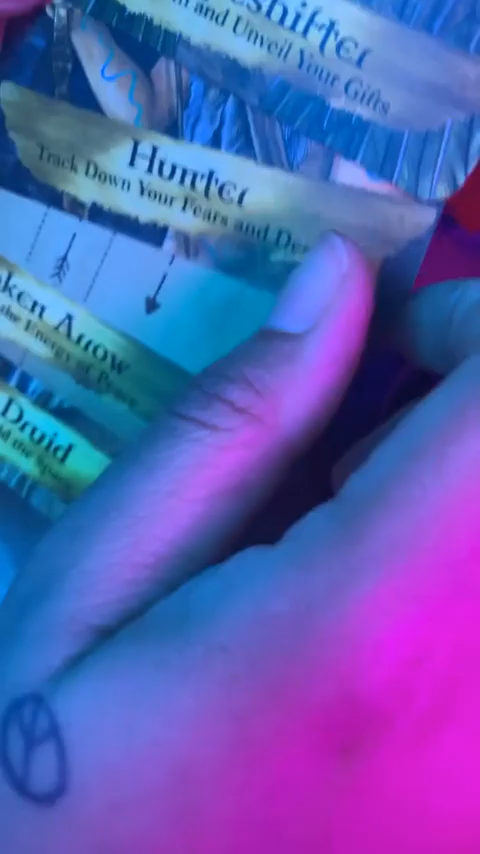 eshifter
and Unveil Your Gifts
Hunter
Track Down Your Fears and De
ken Arrow
the Energy of Peace
Druid